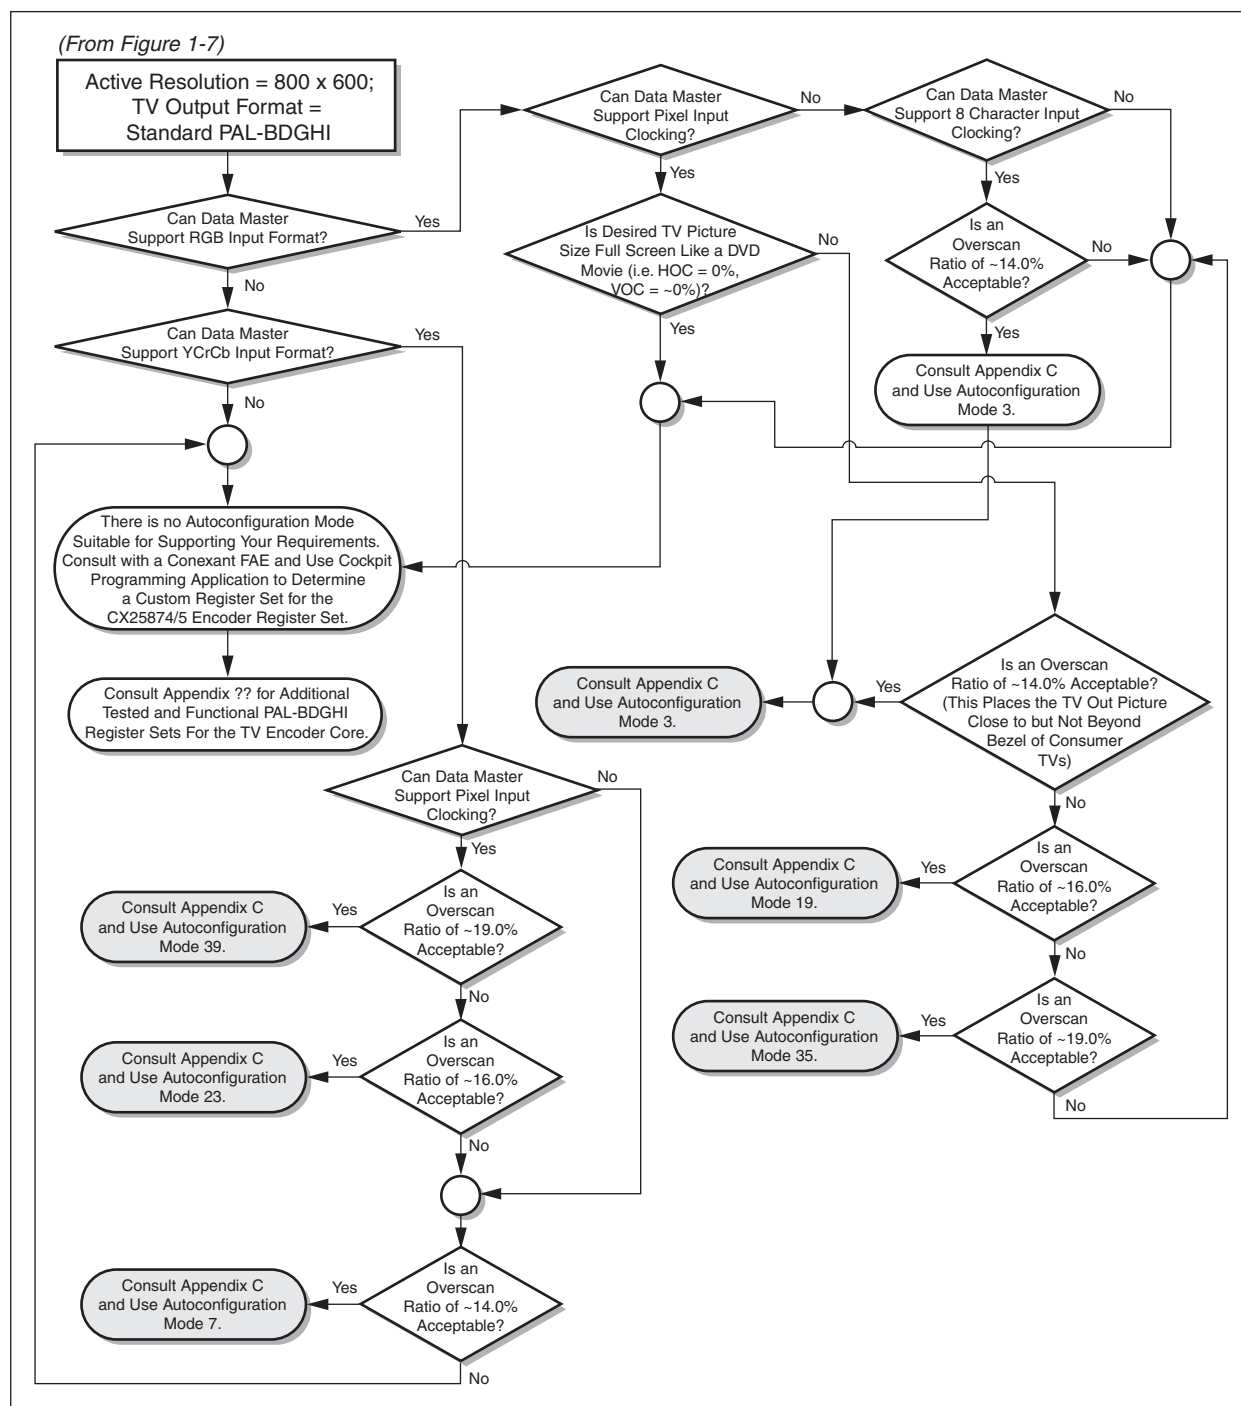 (From Figure 1-7)
Active Resolution = 800 x 600;
TV Output Format =
Standard PAL-BDGHI
Can Data Master
Support RGB Input Format?
Yes
No
Can Data Master
Support YCrCb Input Format?
Yes
No
There is no Autoconfiguration Mode
Suitable for Supporting Your Requirements.
Consult with a Conexant FAE and Use Cockpit
Programming Application to Determine
a Custom Register Set for the
CX25874/5 Encoder Register Set.
Consult Appendix ?? for Additional
Tested and Functional PAL-BDGHI
Register Sets For the TV Encoder Core.
Can Data Master
Support Pixel Input
Clocking?
No
Yes
Can Data Master
Support 8 Character Input
Clocking?
No
Yes
Is Desired TV Picture
Size Full Screen Like a DVD
Movie (i.e. HOC = 0%,
VOC = ~0%)?
No
Yes
Is an
Overscan
Ratio of ~14.0%
Acceptable?
No
Yes
Consult Appendix C
and Use Autoconfiguration
Mode 3.
Is an Overscan
Ratio of ~14.0% Acceptable?
(This Places the TV Out Picture
Close to but Not Beyond
Bezel of Consumer
TVs)
Yes
No
Consult Appendix C
and Use Autoconfiguration
Mode 3.
Is an
Overscan
Ratio of ~16.0%
Acceptable?
Yes
No
Consult Appendix C
and Use Autoconfiguration
Mode 19.
Is an
Overscan
Ratio of ~19.0%
Acceptable?
Yes
No
Consult Appendix C
and Use Autoconfiguration
Mode 35.
Can Data Master
Support Pixel Input
Clocking?
No
Yes
Is an
Overscan
Ratio of ~19.0%
Acceptable?
Yes
No
Consult Appendix C
and Use Autoconfiguration
Mode 39.
Is an
Overscan
Ratio of ~16.0%
Acceptable?
Yes
No
Consult Appendix C
and Use Autoconfiguration
Mode 23.
Is an
Overscan
Ratio of ~14.0%
Acceptable?
Yes
No
Consult Appendix C
and Use Autoconfiguration
Mode 7.